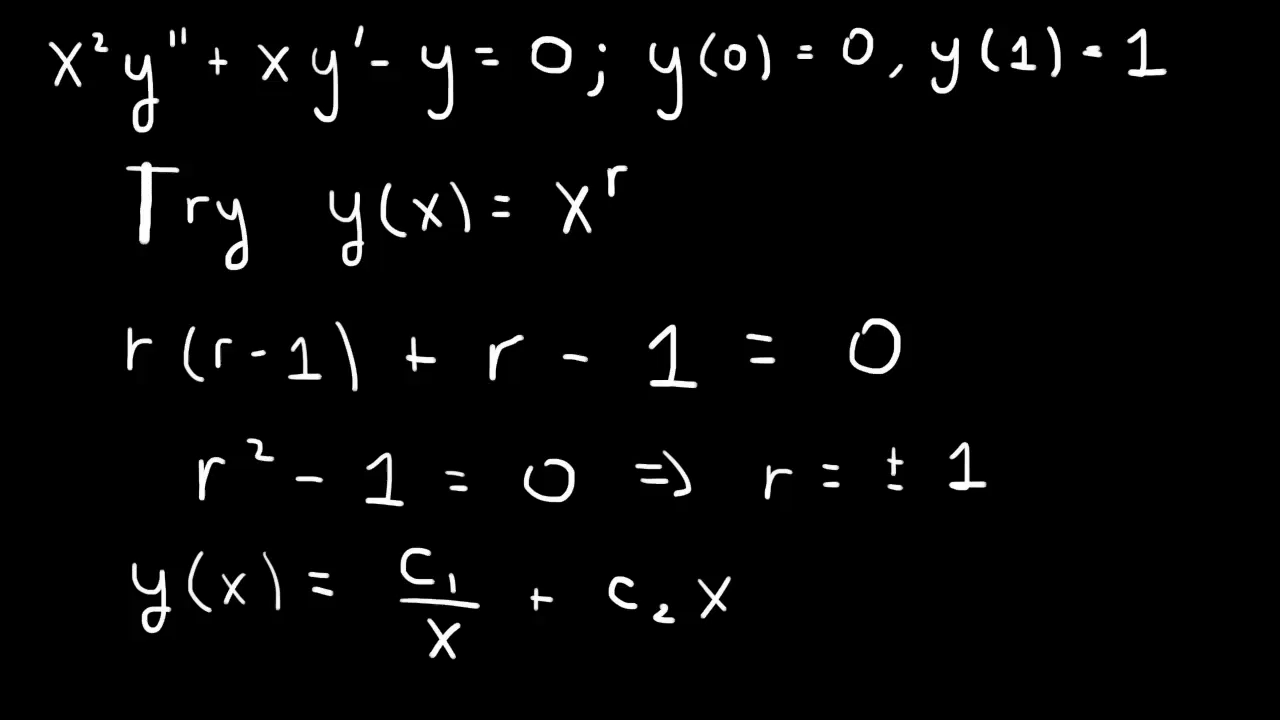 x²y" + xy' - y = 0; y(0) = 0, y(1) = 1
Try y(x) = x^r
r(r-1) + r - 1 = 0
r² - 1 = 0 => r = ± 1
y(x) = c₁/x + c₂x